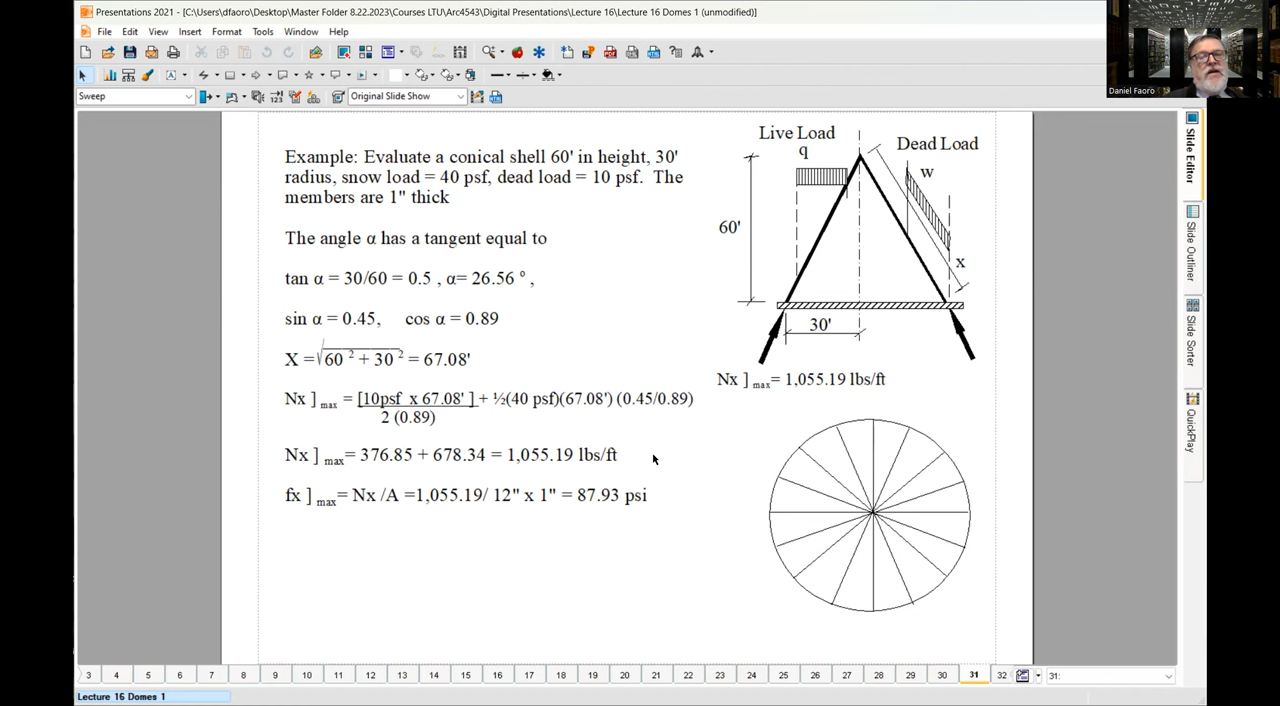 Presentations 2021 - [C:\Users\dfaoro\Desktop\Master Folder 8.22.2023\Courses LTU\Arc4543\Digital Presentations\Lecture 16\Lecture 16 Domes 1 (unmodified)]
File Edit View Insert Format Tools Window Help
Sweep
Original Slide Show
Daniel Faoro
Example: Evaluate a conical shell 60' in height, 30'
radius, snow load = 40 psf, dead load = 10 psf. The
members are 1" thick
The angle α has a tangent equal to
tan α = 30/60 = 0.5 , α= 26.56 º ,
sin α = 0.45, cos α = 0.89
X =√60 ² + 30 ² = 67.08'
Nx ] max = [10psf x 67.08' ] + ½(40 psf)(67.08') (0.45/0.89)
2 (0.89)
Nx ] max= 376.85 + 678.34 = 1,055.19 lbs/ft
fx ] max= Nx /A =1,055.19/ 12" x 1" = 87.93 psi
Live Load
q
Dead Load
w
60'
x
30'
Nx ] max= 1,055.19 lbs/ft
Slide Editor
Slide Outliner
Slide Sorter
QuickPlay
3 4 5 6 7 8 9 10 11 12 13 14 15 16 17 18 19 20 21 22 23 24 25 26 27 28 29 30 31 32 31:
Lecture 16 Domes 1